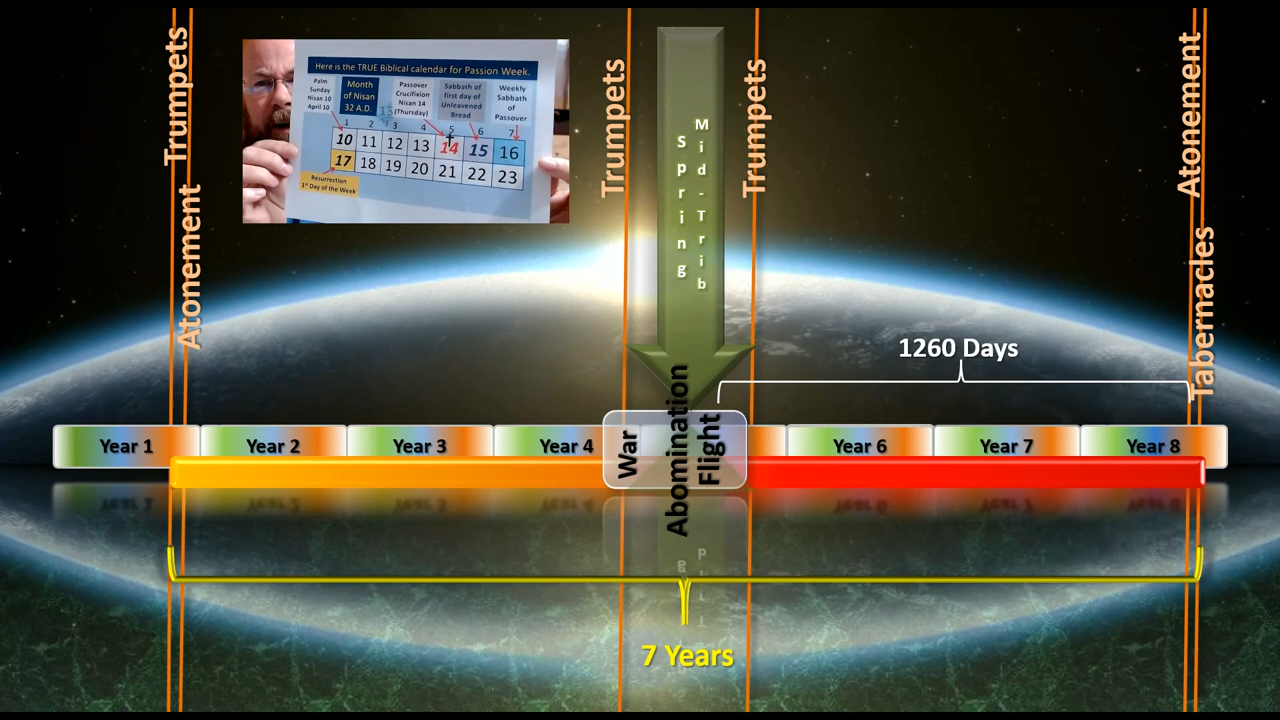 Trumpets
Atonement
Here is the TRUE Biblical calendar for Passion Week.
Palm
Sunday
Nisan 10
April 10
Month
of Nisan
32 A.D.
Passover
Crucifixion
Nisan 14
(Thursday)
Sabbath of
first day of
Unleavened
Bread
Weekly
Sabbath
of
Passover
1 2 3 4 5 6 7
10 11 12 13 14 15 16
17 18 19 20 21 22 23
Resurrection
1st Day of the Week
Trumpets
Spring
Mid-Trib
Trumpets
Atonement
Tabernacles
1260 Days
Year 1 Year 2 Year 3 Year 4 Year 6 Year 7 Year 8
War
Abomination
Flight
7 Years